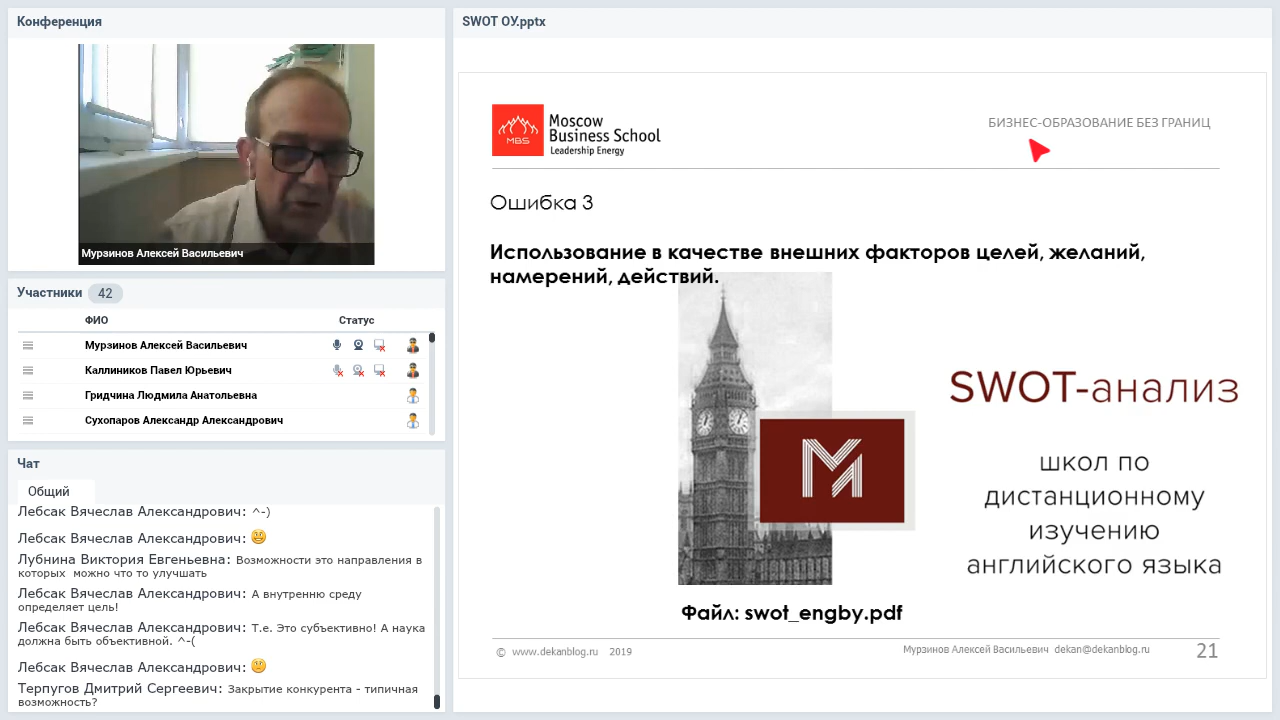 Конференция
Мурзинов Алексей Васильевич
Участники 42
ФИО Статус
Мурзинов Алексей Васильевич
Каллиников Павел Юрьевич
Гридчина Людмила Анатольевна
Сухопаров Александр Александрович
Чат
Общий
Лебсак Вячеслав Александрович: ^-)
Лебсак Вячеслав Александрович:
Лубнина Виктория Евгеньевна: Возможности это направления в
которых можно что то улучшать
Лебсак Вячеслав Александрович: А внутренню среду
определяет цель!
Лебсак Вячеслав Александрович: Т.е. Это субъективно! А наука
должна быть объективной. ^-(
Лебсак Вячеслав Александрович:
Терпугов Дмитрий Сергеевич: Закрытие конкурента - типичная
возможность?
SWOT ОУ.pptx
MBS
Moscow
Business School
Leadership Energy
БИЗНЕС-ОБРАЗОВАНИЕ БЕЗ ГРАНИЦ
Ошибка 3
Использование в качестве внешних факторов целей, желаний,
намерений, действий.
М
SWOT-анализ
школ по
дистанционному
изучению
английского языка
Файл: swot_engby.pdf
© www.dekanblog.ru 2019
Мурзинов Алексей Васильевич dekan@dekanblog.ru
21